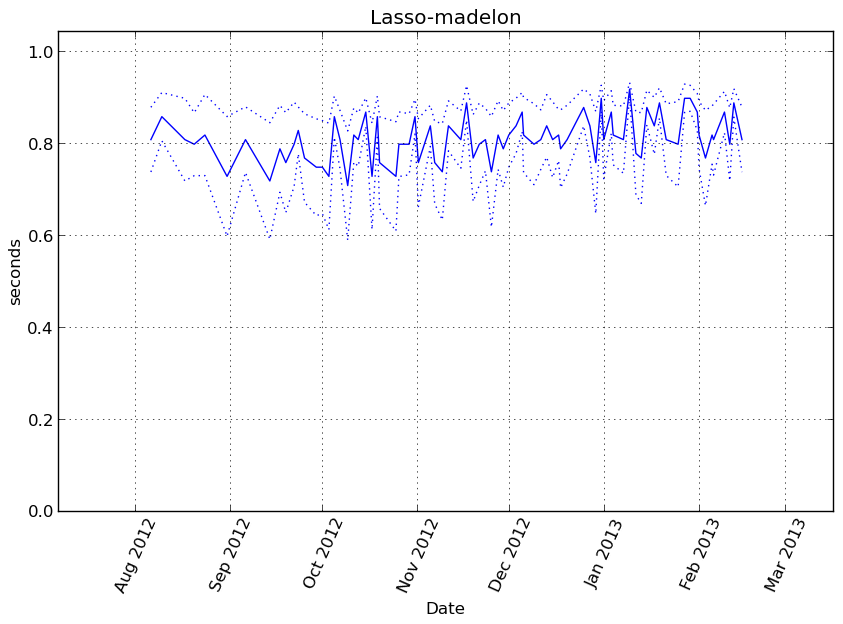 Lasso-madelon
1.0
0.8
0.6
0.4
0.2
0.0
seconds
Aug 2012
Sep 2012
Oct 2012
Nov 2012
Dec 2012
Jan 2013
Feb 2013
Mar 2013
Date